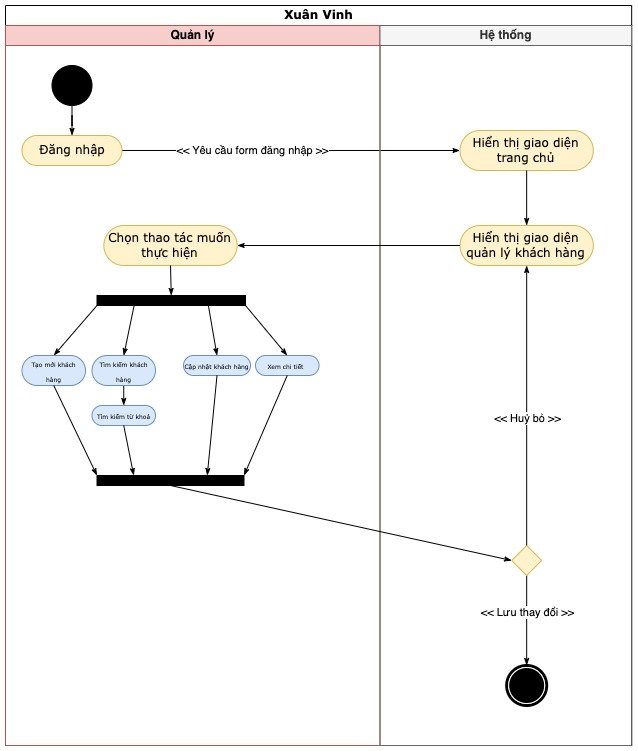 Xuân Vinh
Quản lý
Hệ thống
Đăng nhập
<< Yêu cầu form đăng nhập >>
Hiển thị giao diện
trang chủ
Chọn thao tác muốn
thực hiện
Hiển thị giao diện
quản lý khách hàng
Tạo mới khách
hàng
Tìm kiếm khách
hàng
Cập nhật khách hàng
Xem chi tiết
Tìm kiếm từ khoá
<< Huỷ bỏ >>
<< Lưu thay đổi >>